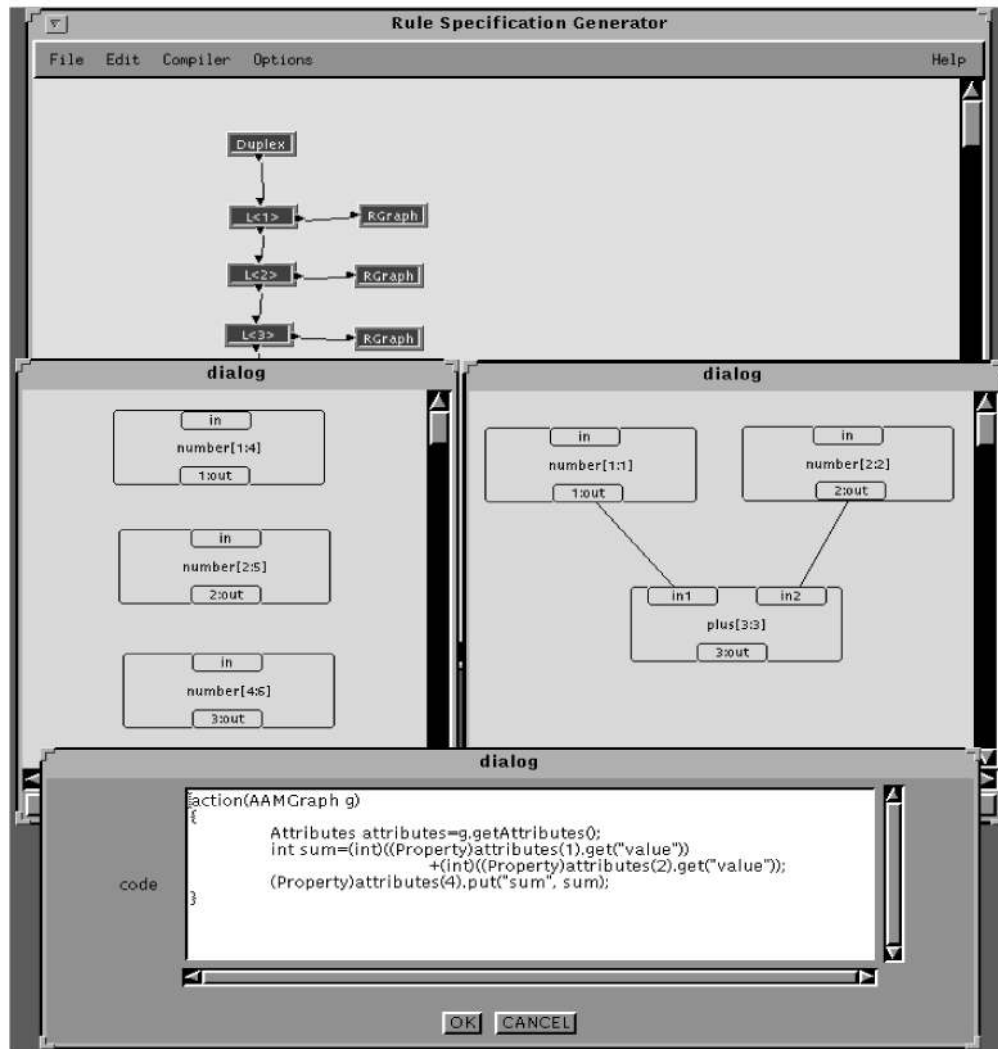 Rule Specification Generator
File Edit Compiler Options Help
Duplex
L<1> RGraph
L<2> RGraph
L<3> RGraph
dialog
in
number[1:4]
1:out
in
number[2:5]
2:out
in
number[4:6]
3:out
dialog
in
number[1:1]
1:out
in
number[2:2]
2:out
in1 in2
plus[3:3]
3:out
dialog
code
action(AAMGraph g)
{
Attributes attributes=g.getAttributes();
int sum=(int)((Property)attributes(1).get("value"))
+(int)((Property)attributes(2).get("value"));
(Property)attributes(4).put("sum", sum);
}
OK CANCEL